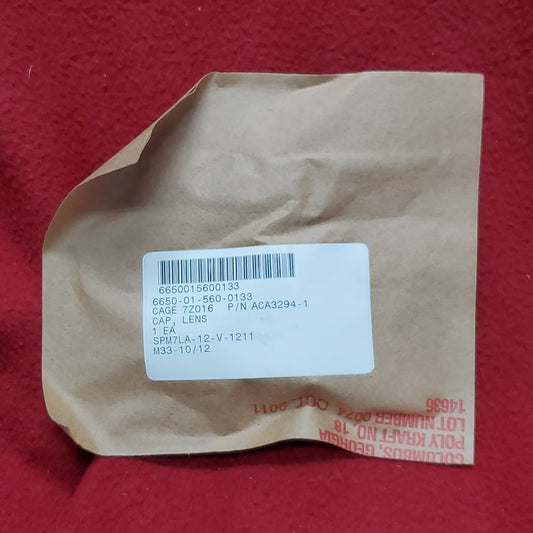 6650015600133
6650-01-560-0133
CAGE 7Z016 P/N ACA3294-1
CAP, LENS
1 EA
SPM7LA-12-V-1211
M33-10/12
COLUMBUS, GEORGIA
POLY KRAFT NO. 18
LOT NUMBER 0074 OCT. 2011
14636